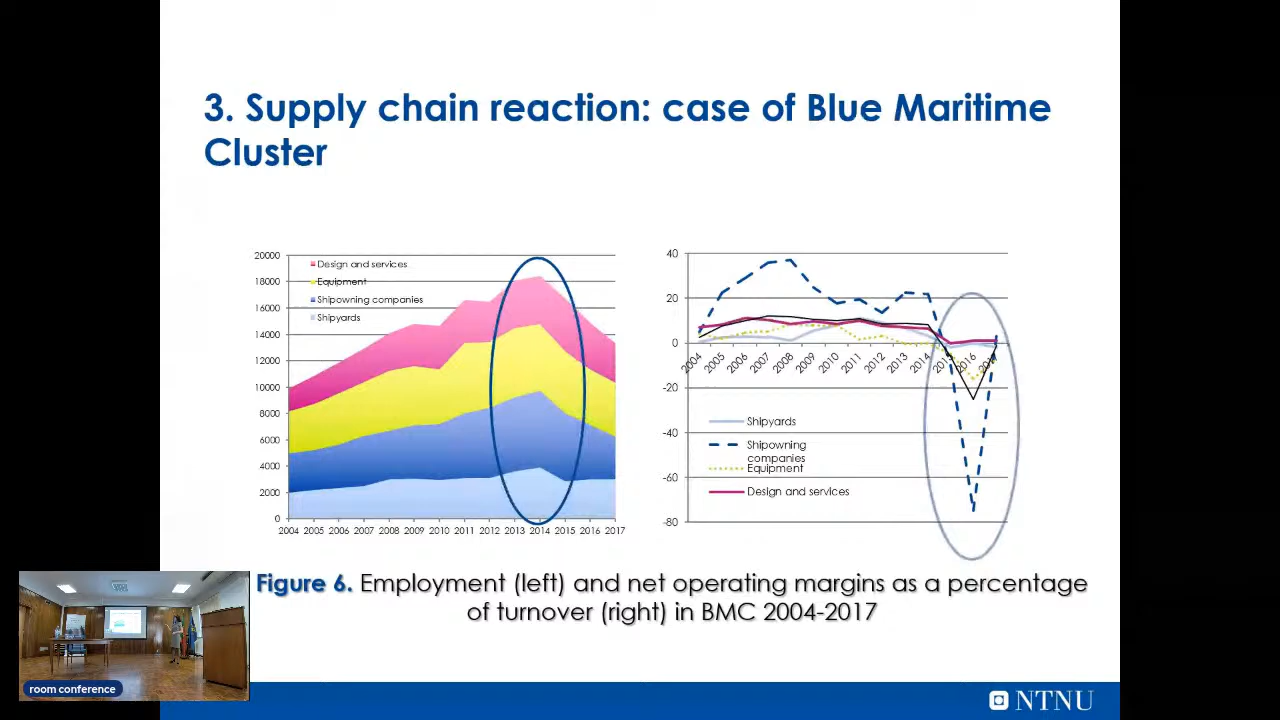 3. Supply chain reaction: case of Blue Maritime
Cluster
20000
18000
16000
14000
12000
10000
8000
6000
4000
2000
0
Design and services
Equipment
Shipowning companies
Shipyards
2004 2005 2006 2007 2008 2009 2010 2011 2012 2013 2014 2015 2016 2017
40
20
0
-20
-40
-60
-80
2004 2005 2006 2007 2008 2009 2010 2011 2012 2013 2014 2015 2016
Shipyards
Shipowning
companies
Equipment
Design and services
Figure 6. Employment (left) and net operating margins as a percentage
of turnover (right) in BMC 2004-2017
room conference
NTNU